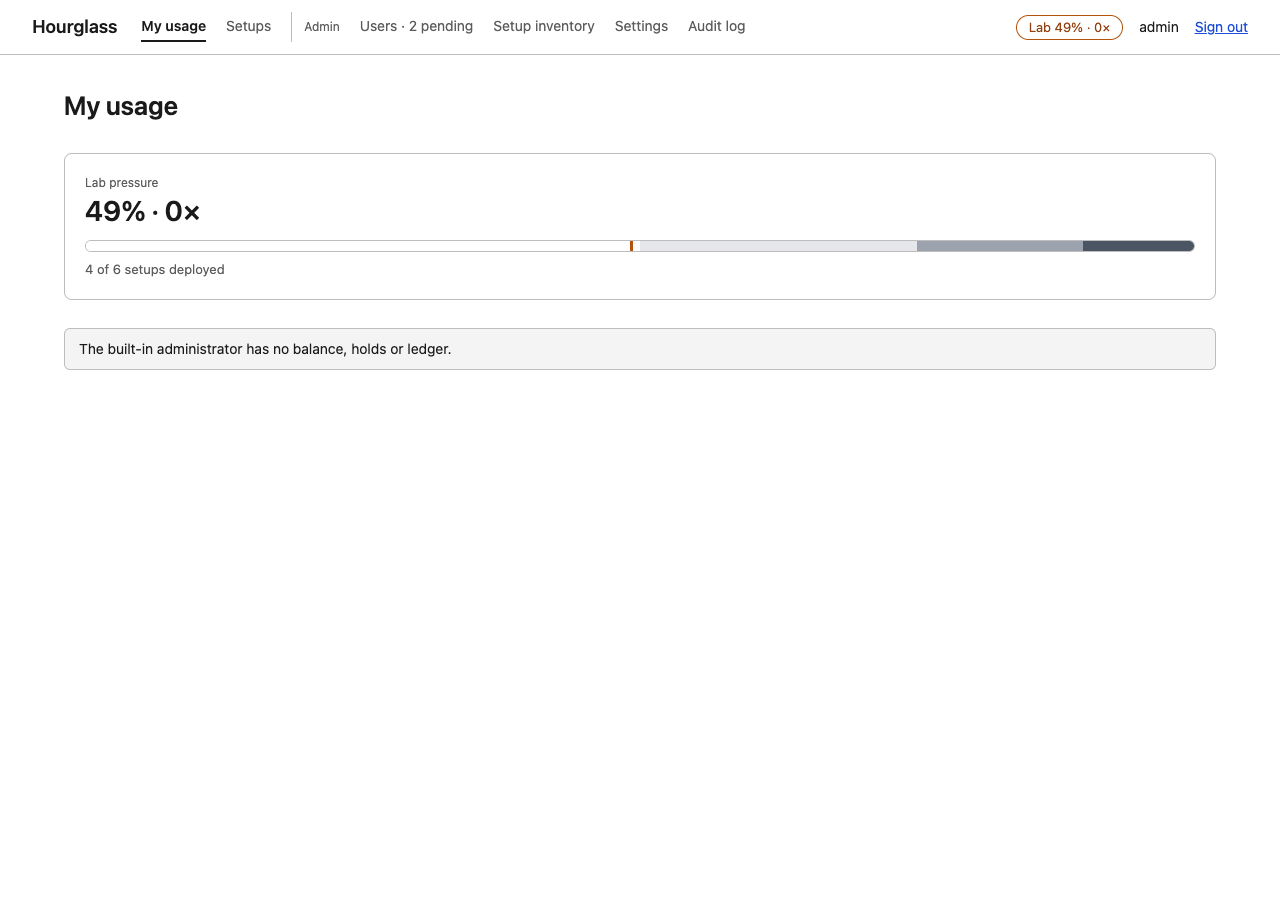 Hourglass My usage Setups Admin Users · 2 pending Setup inventory Settings Audit log Lab 49% · 0× admin Sign out
My usage
Lab pressure
49% · 0×
4 of 6 setups deployed
The built-in administrator has no balance, holds or ledger.